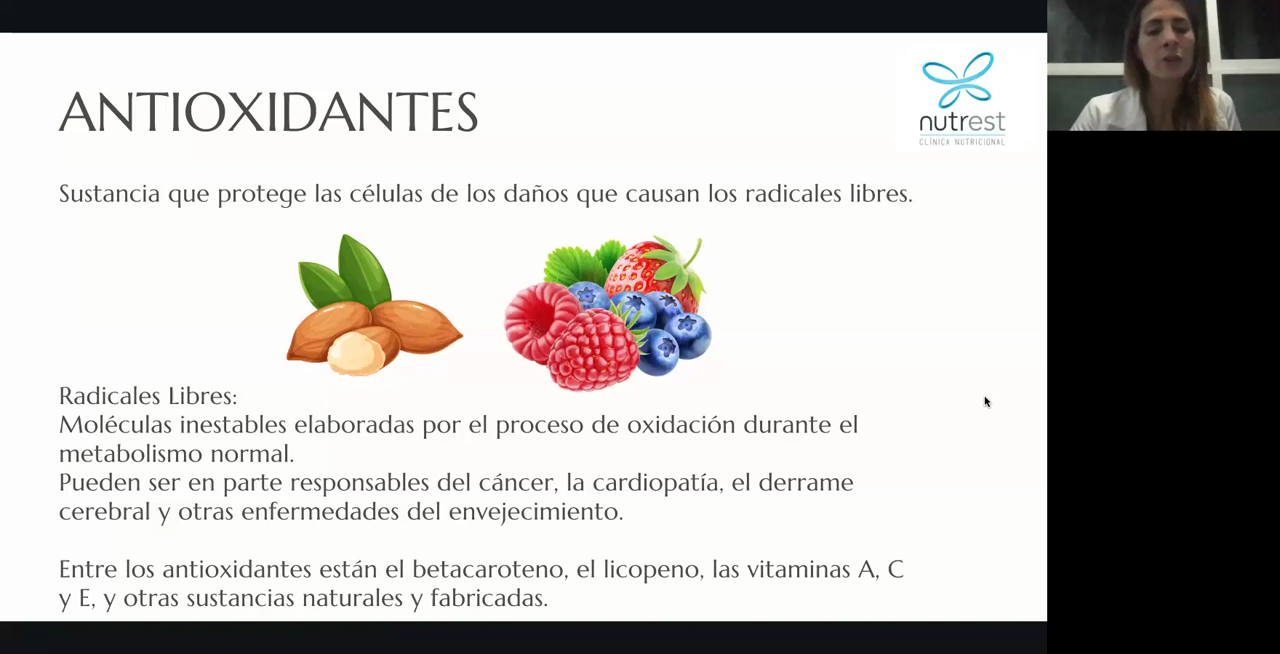 ANTIOXIDANTES
nutrest
CLÍNICA NUTRICIONAL
Sustancia que protege las células de los daños que causan los radicales libres.
Radicales Libres:
Moléculas inestables elaboradas por el proceso de oxidación durante el
metabolismo normal.
Pueden ser en parte responsables del cáncer, la cardiopatía, el derrame
cerebral y otras enfermedades del envejecimiento.
Entre los antioxidantes están el betacaroteno, el licopeno, las vitaminas A, C
y E, y otras sustancias naturales y fabricadas.